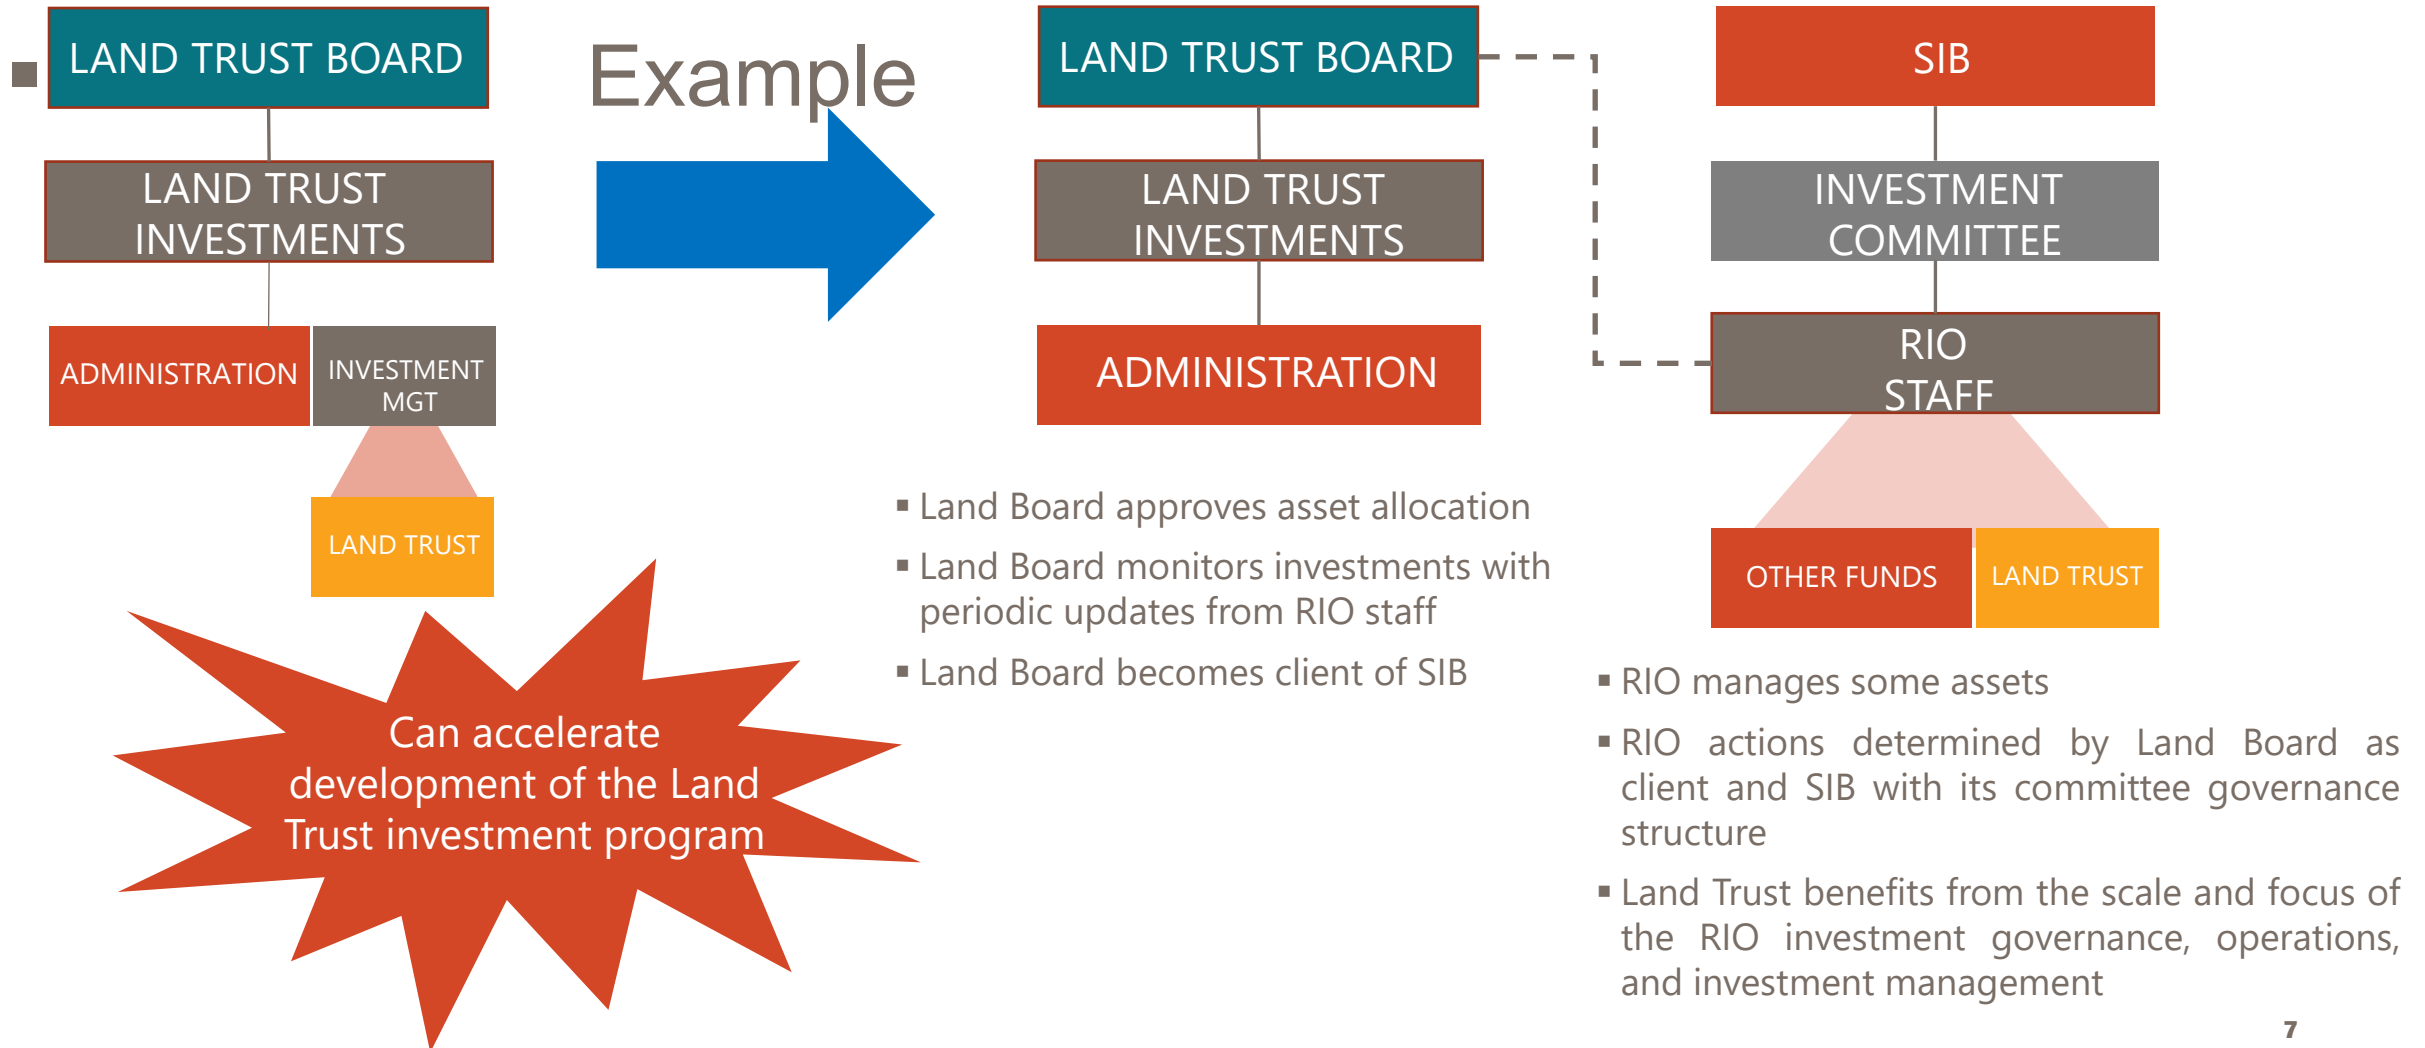 LAND TRUST BOARD
LAND TRUST
INVESTMENTS
ADMINISTRATION
INVESTMENT
MGT
LAND TRUST
Can accelerate
development of the Land
Trust investment program
Example
LAND TRUST BOARD
LAND TRUST
INVESTMENTS
ADMINISTRATION
▪ Land Board approves asset allocation
▪ Land Board monitors investments with
periodic updates from RIO staff
▪ Land Board becomes client of SIB
SIB
INVESTMENT
COMMITTEE
RIO
STAFF
OTHER FUNDS
LAND TRUST
▪ RIO manages some assets
▪ RIO actions determined by Land Board as
client and SIB with its committee governance
structure
▪ Land Trust benefits from the scale and focus of
the RIO investment governance, operations,
and investment management
7